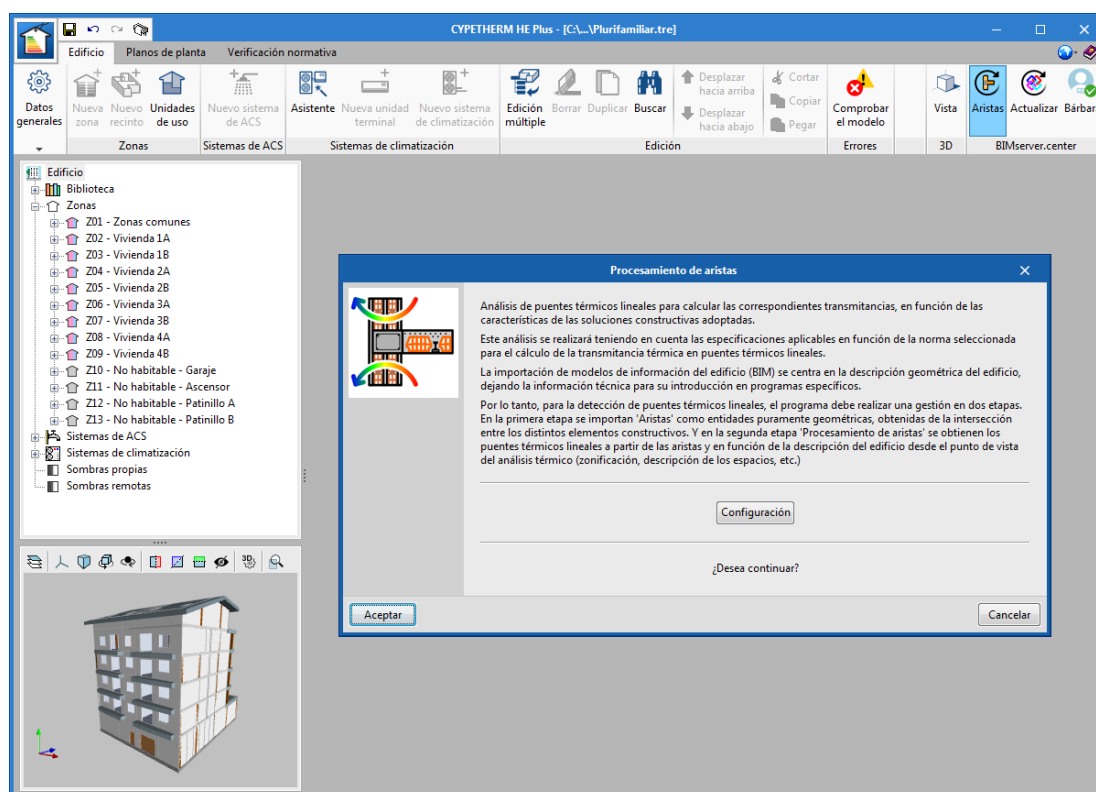 CYPETHERM HE Plus - [C:\...\Plurifamiliar.tre]
Edificio Planos de planta Verificación normativa
Datos generales
Nueva zona
Nuevo recinto
Unidades de uso
Nuevo sistema de ACS
Asistente
Nueva unidad terminal
Nuevo sistema de climatización
Edición múltiple
Borrar
Duplicar
Buscar
Desplazar hacia arriba
Desplazar hacia abajo
Cortar
Copiar
Pegar
Comprobar el modelo
Vista
Aristas
Actualizar
Bárbar
Zonas
Sistemas de ACS
Sistemas de climatización
Edición
Errores
3D
BIMserver.center
Edificio
Biblioteca
Zonas
Z01 - Zonas comunes
Z02 - Vivienda 1A
Z03 - Vivienda 1B
Z04 - Vivienda 2A
Z05 - Vivienda 2B
Z06 - Vivienda 3A
Z07 - Vivienda 3B
Z08 - Vivienda 4A
Z09 - Vivienda 4B
Z10 - No habitable - Garaje
Z11 - No habitable - Ascensor
Z12 - No habitable - Patinillo A
Z13 - No habitable - Patinillo B
Sistemas de ACS
Sistemas de climatización
Sombras propias
Sombras remotas
3D
Procesamiento de aristas
Análisis de puentes térmicos lineales para calcular las correspondientes transmitancias, en función de las
características de las soluciones constructivas adoptadas.
Este análisis se realizará teniendo en cuenta las especificaciones aplicables en función de la norma seleccionada
para el cálculo de la transmitancia térmica en puentes térmicos lineales.
La importación de modelos de información del edificio (BIM) se centra en la descripción geométrica del edificio,
dejando la información técnica para su introducción en programas específicos.
Por lo tanto, para la detección de puentes térmicos lineales, el programa debe realizar una gestión en dos etapas.
En la primera etapa se importan 'Aristas' como entidades puramente geométricas, obtenidas de la intersección
entre los distintos elementos constructivos. Y en la segunda etapa 'Procesamiento de aristas' se obtienen los
puentes térmicos lineales a partir de las aristas y en función de la descripción del edificio desde el punto de vista
del análisis térmico (zonificación, descripción de los espacios, etc.)
Configuración
¿Desea continuar?
Aceptar
Cancelar